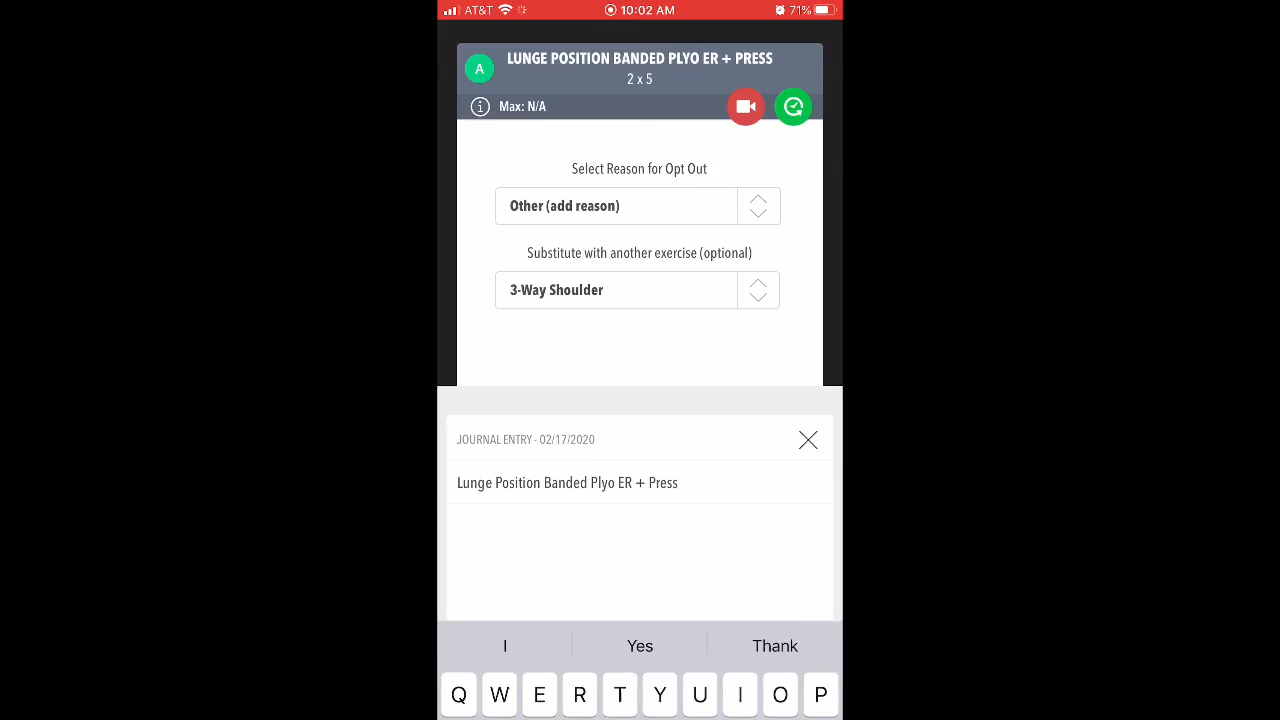 AT&T 10:02 AM 71%
A
LUNGE POSITION BANDED PLYO ER + PRESS
2 x 5
i Max: N/A
Select Reason for Opt Out
Other (add reason)
Substitute with another exercise (optional)
3-Way Shoulder
JOURNAL ENTRY - 02/17/2020
Lunge Position Banded Plyo ER + Press
I Yes Thank
Q W E R T Y U I O P